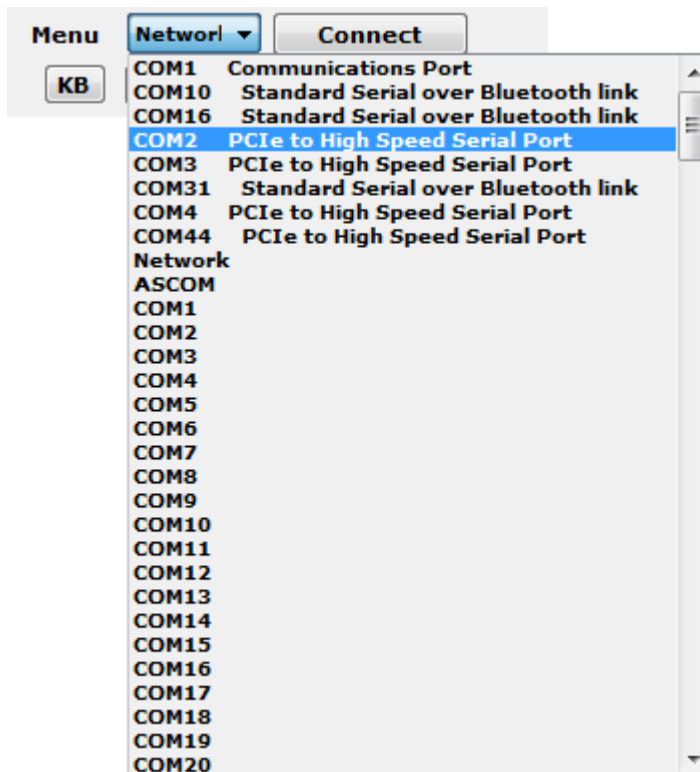 Menu Networ Connect
KB
COM1 Communications Port
COM10 Standard Serial over Bluetooth link
COM16 Standard Serial over Bluetooth link
COM2 PCIe to High Speed Serial Port
COM3 PCIe to High Speed Serial Port
COM31 Standard Serial over Bluetooth link
COM4 PCIe to High Speed Serial Port
COM44 PCIe to High Speed Serial Port
Network
ASCOM
COM1
COM2
COM3
COM4
COM5
COM6
COM7
COM8
COM9
COM10
COM11
COM12
COM13
COM14
COM15
COM16
COM17
COM18
COM19
COM20